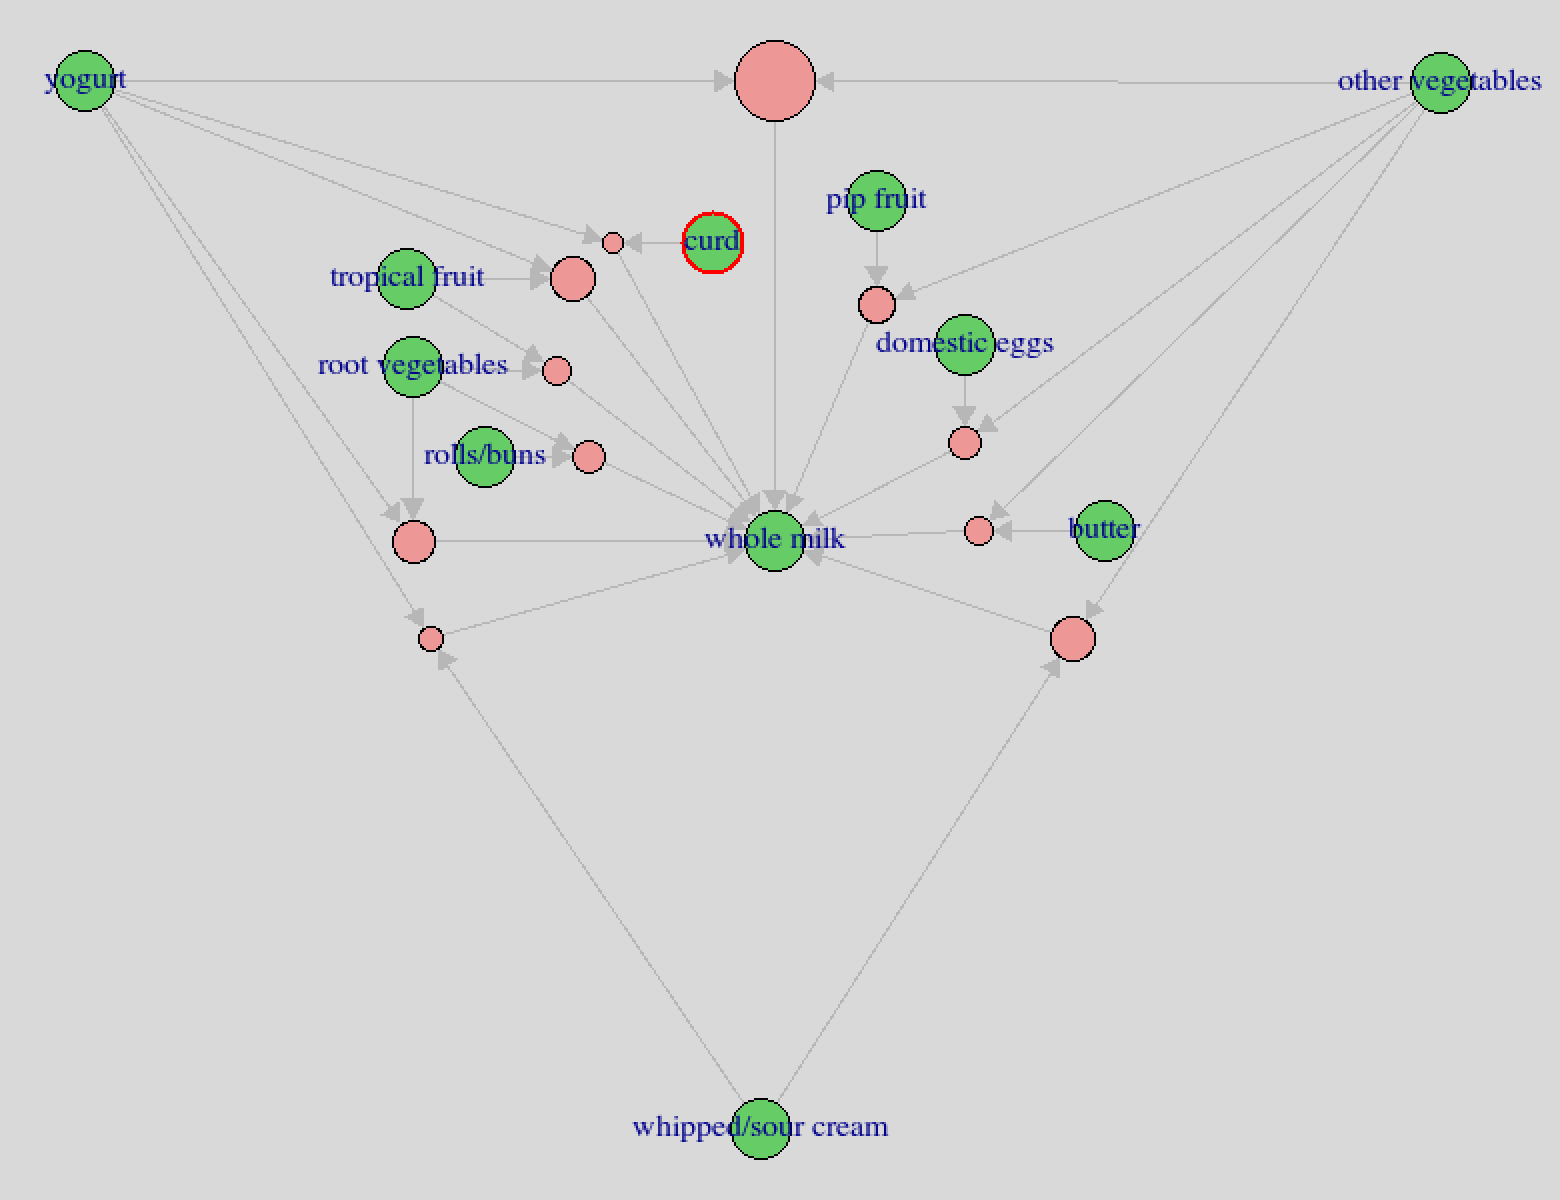 yogurt
other vegetables
pip fruit
curd
tropical fruit
domestic eggs
root vegetables
rolls/buns
butter
whole milk
whipped/sour cream